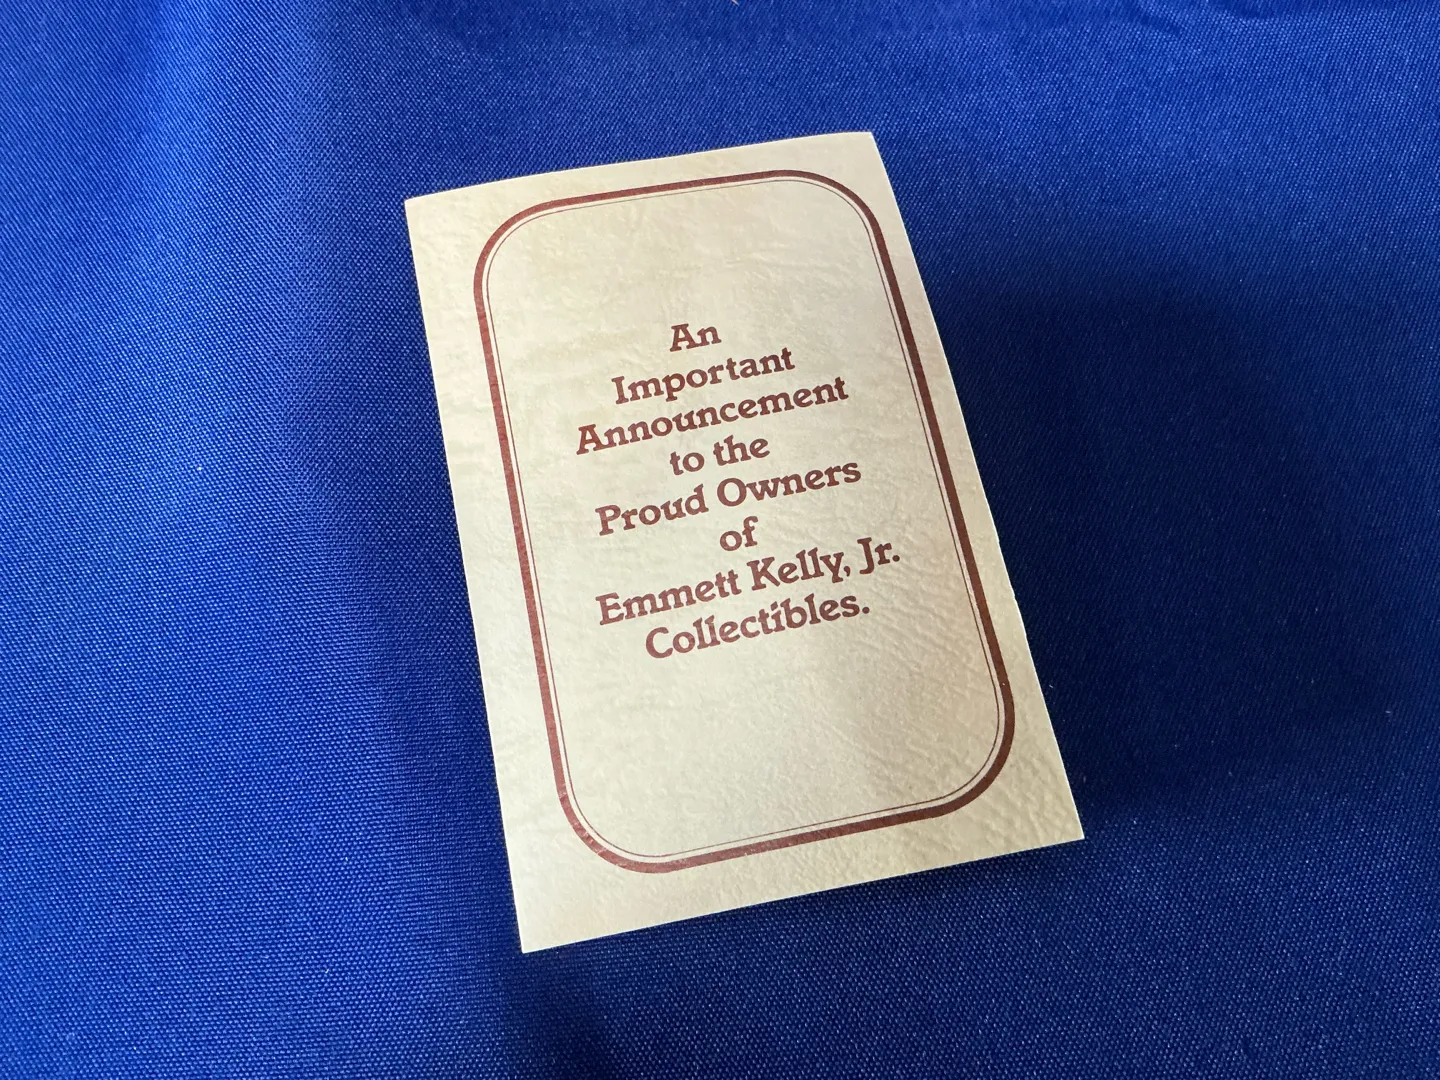 An
Important
Announcement
to the
Proud Owners
of
Emmett Kelly, Jr.
Collectibles.